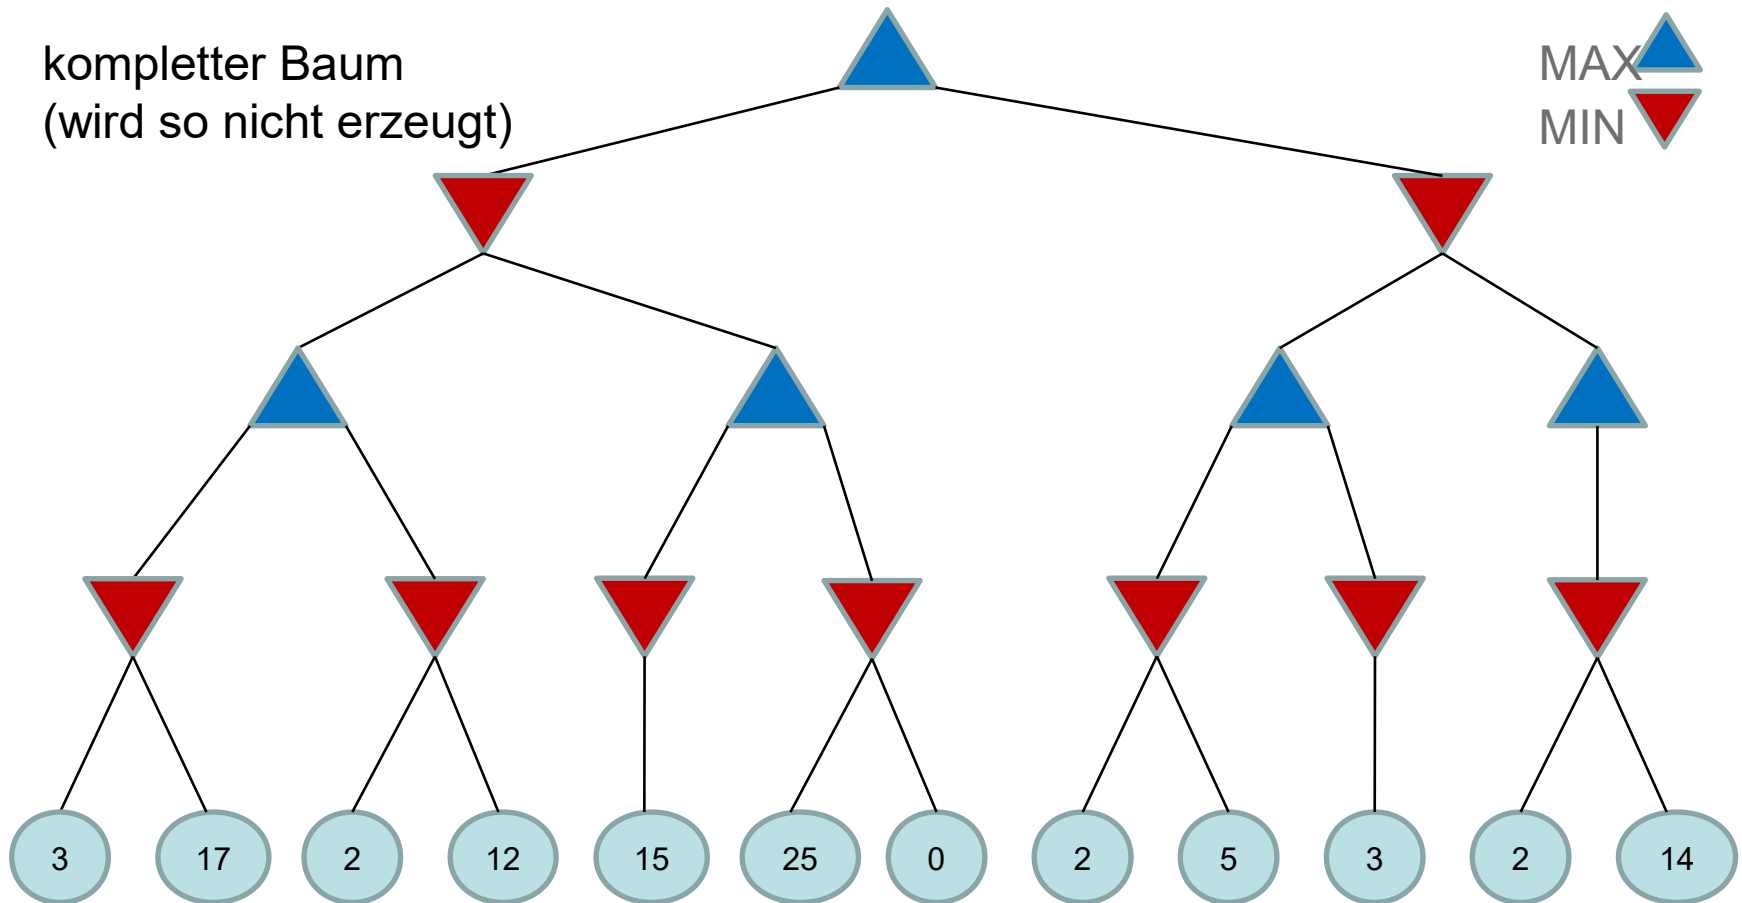 kompletter Baum
(wird so nicht erzeugt)
MAX
MIN
3 17 2 12 15 25 0 2 5 3 2 14